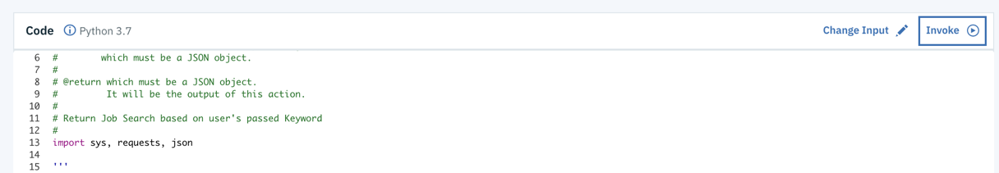 Code Python 3.7 Change Input Invoke
6 # which must be a JSON object.
7 #
8 # @return which must be a JSON object.
9 # It will be the output of this action.
10 #
11 # Return Job Search based on user's passed Keyword
12 #
13 import sys, requests, json
14
15 '''